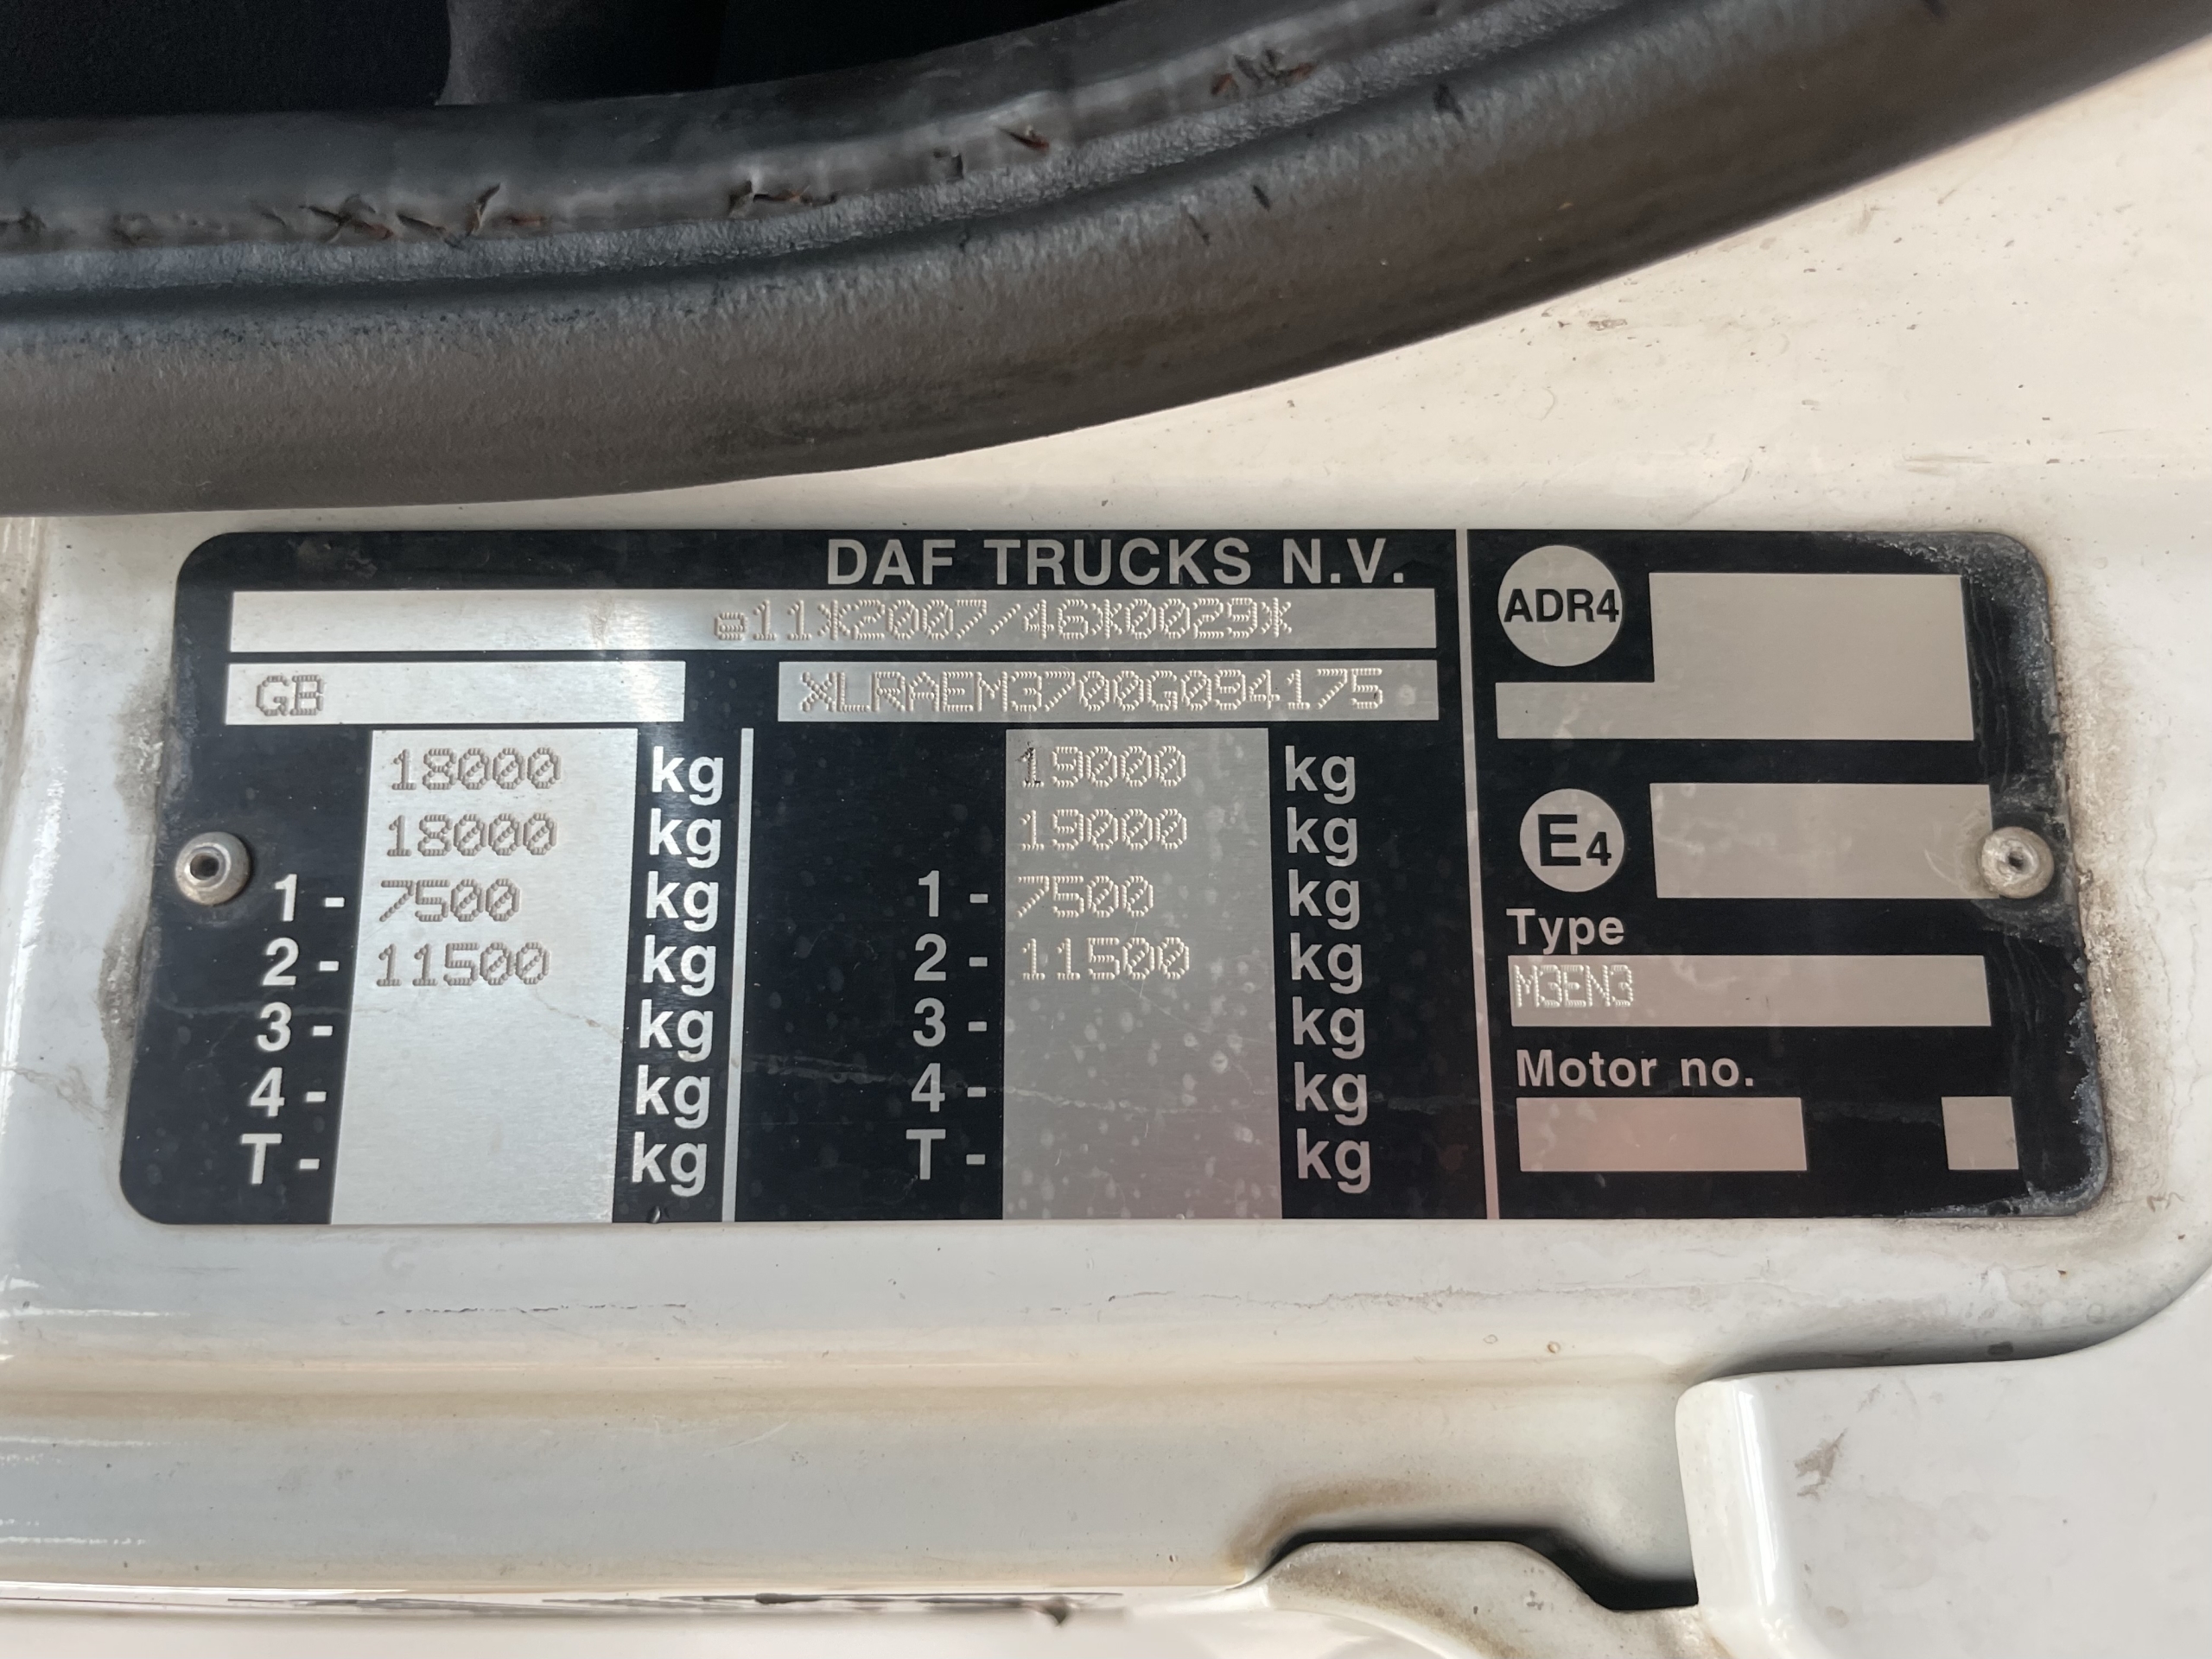 DAF TRUCKS N.V.
e11*2007/46*0029*
GB XLRAEM3700G094175
18000 kg 19000 kg
18000 kg 19000 kg
1 - 7500 kg 1 - 7500 kg
2 - 11500 kg 2 - 11500 kg
3 - kg 3 - kg
4 - kg 4 - kg
T - kg T - kg
ADR4
E4
Type
M3EN3
Motor no.